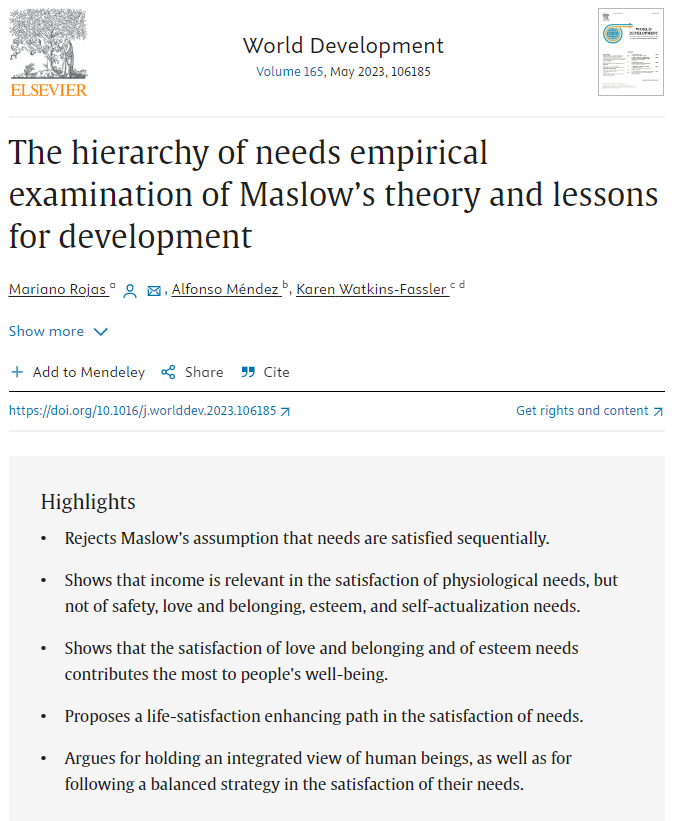 ELSEVIER
World Development
Volume 165, May 2023, 106185
WORLD
DEVELOPMENT
The hierarchy of needs empirical
examination of Maslow’s theory and lessons
for development
Mariano Rojas a , Alfonso Méndez b, Karen Watkins-Fassler c d
Show more
Add to Mendeley Share Cite
https://doi.org/10.1016/j.worlddev.2023.106185 Get rights and content
Highlights
• Rejects Maslow’s assumption that needs are satisfied sequentially.
• Shows that income is relevant in the satisfaction of physiological needs, but
not of safety, love and belonging, esteem, and self-actualization needs.
• Shows that the satisfaction of love and belonging and of esteem needs
contributes the most to people’s well-being.
• Proposes a life-satisfaction enhancing path in the satisfaction of needs.
• Argues for holding an integrated view of human beings, as well as for
following a balanced strategy in the satisfaction of their needs.